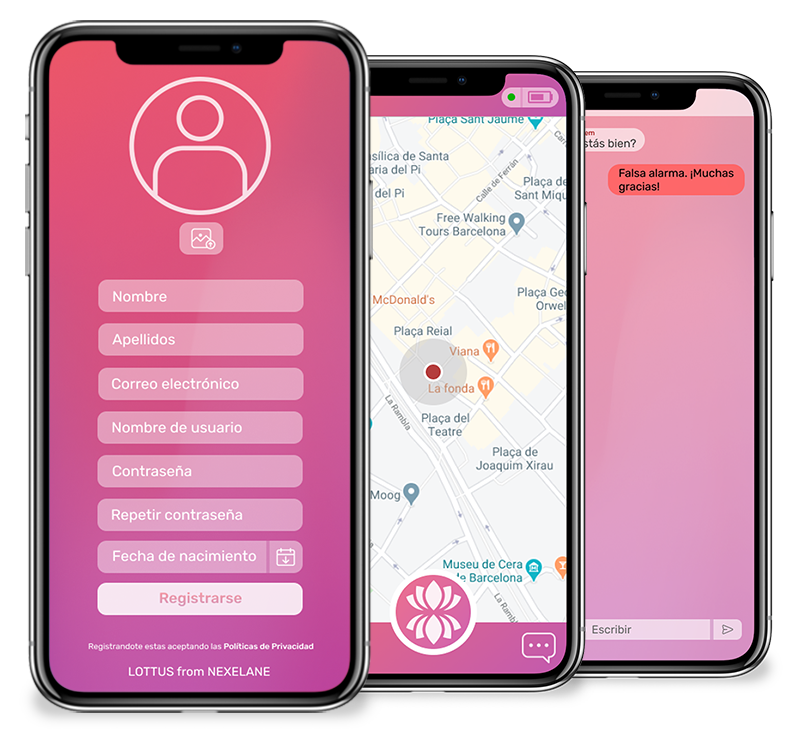 Nombre
Apellidos
Correo electrónico
Nombre de usuario
Contraseña
Repetir contraseña
Fecha de nacimiento
Registrarse
Registrandote estas aceptando las Políticas de Privacidad
LOTTUS from NEXELANE
Plaça Sant Jaume
asílica de Santa
aria del Pi
del Pi
Calle de Ferrán
Plaça de
Sant Miqu
Free Walking
Tours Barcelona
McDonald's
Plaça Geo
Orwel
Plaça Reial
Viana
La fonda
La Rambla
Plaça del
Teatre
Plaça de
Joaquim Xirau
Moog
Museu de Cera
de Barcelona
La Rambla
em
stás bien?
Falsa alarma. ¡Muchas
gracias!
Escribir